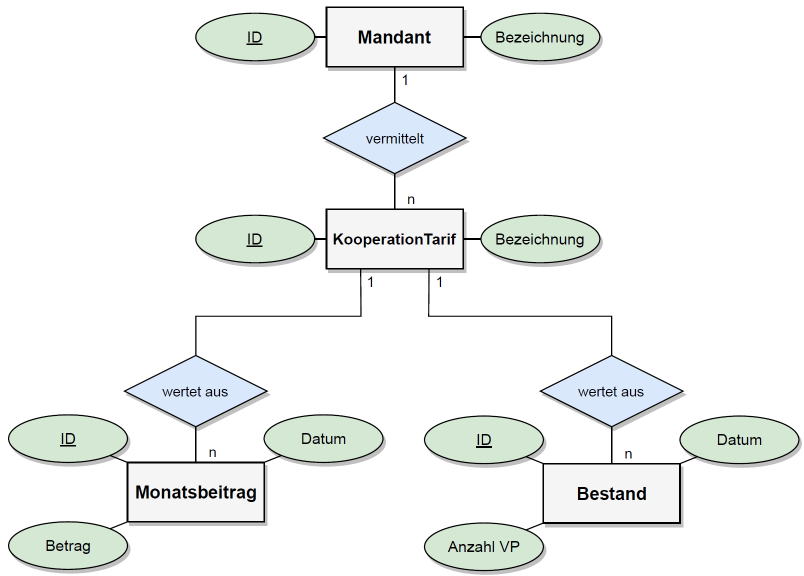 ID
Mandant
Bezeichnung
1
vermittelt
n
ID
KooperationTarif
Bezeichnung
1
1
wertet aus
wertet aus
ID
Datum
ID
Datum
n
n
Monatsbeitrag
Bestand
Betrag
Anzahl VP